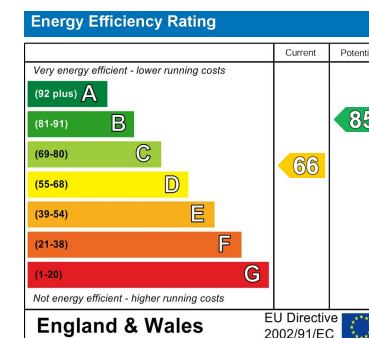 Energy Efficiency Rating
Current Potenti
Very energy efficient - lower running costs
(92 plus) A
(81-91) B
85
(69-80) C
66
(55-68) D
(39-54) E
(21-38) F
(1-20) G
Not energy efficient - higher running costs
England & Wales
EU Directive
2002/91/EC